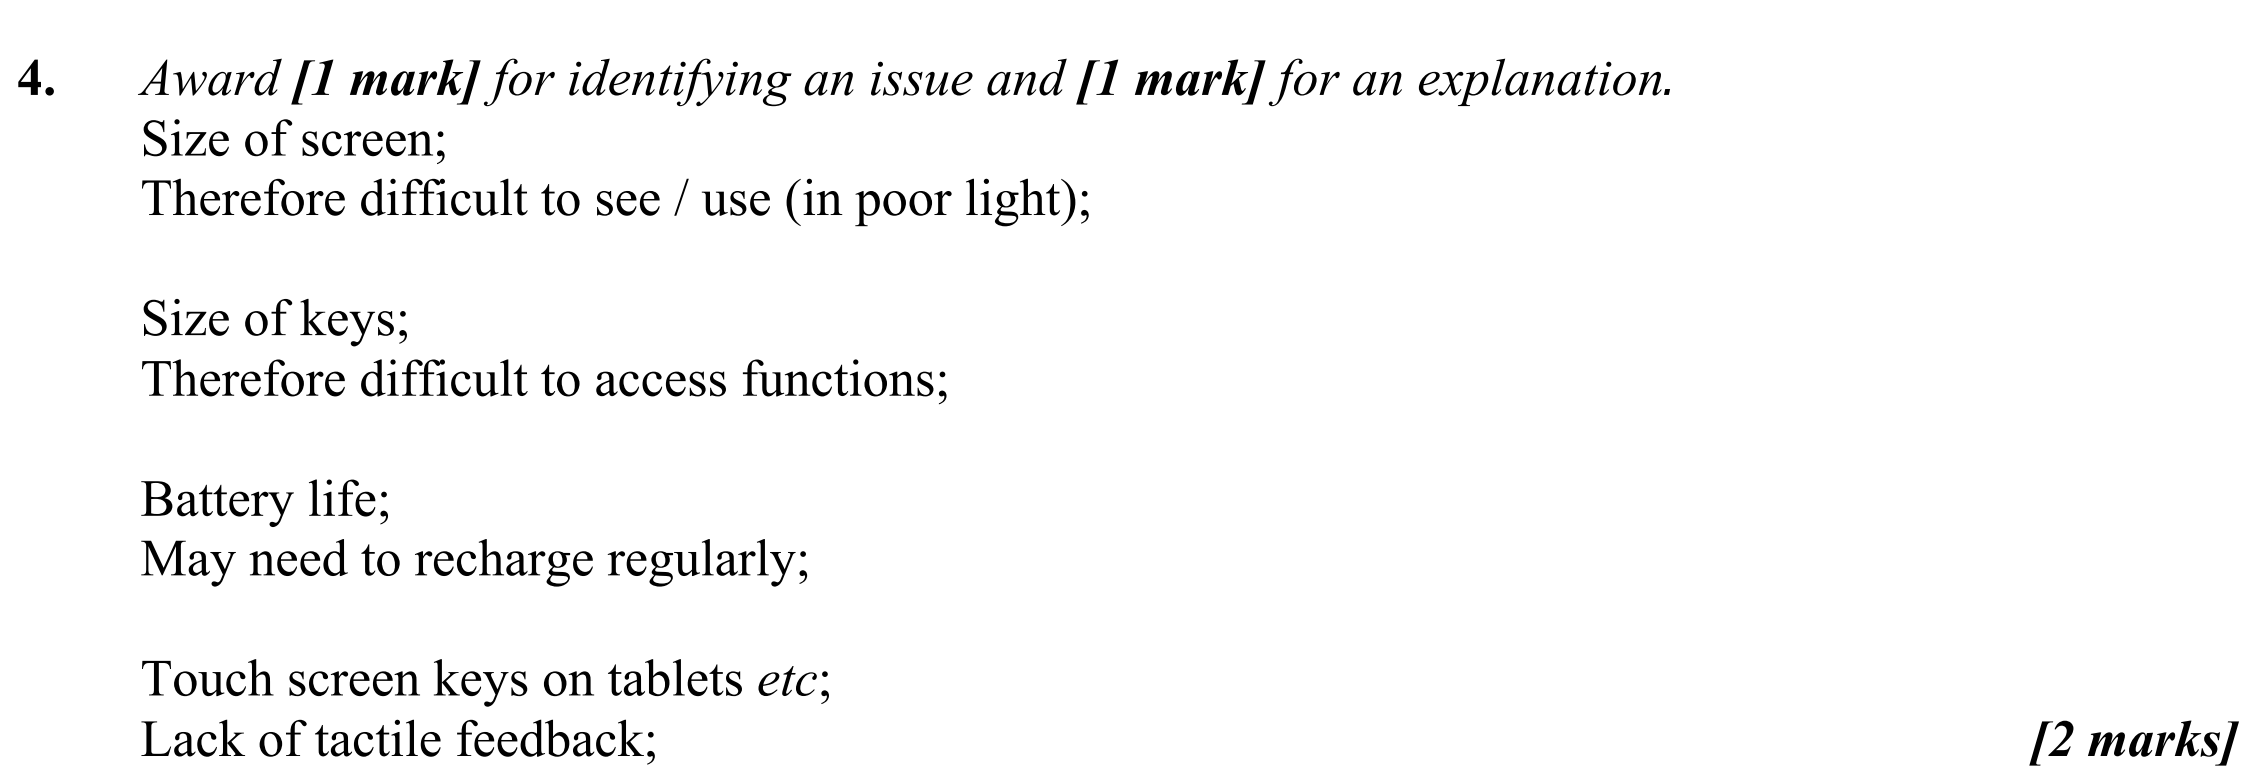 4. Award [1 mark] for identifying an issue and [1 mark] for an explanation.
Size of screen;
Therefore difficult to see / use (in poor light);
Size of keys;
Therefore difficult to access functions;
Battery life;
May need to recharge regularly;
Touch screen keys on tablets etc;
Lack of tactile feedback; [2 marks]